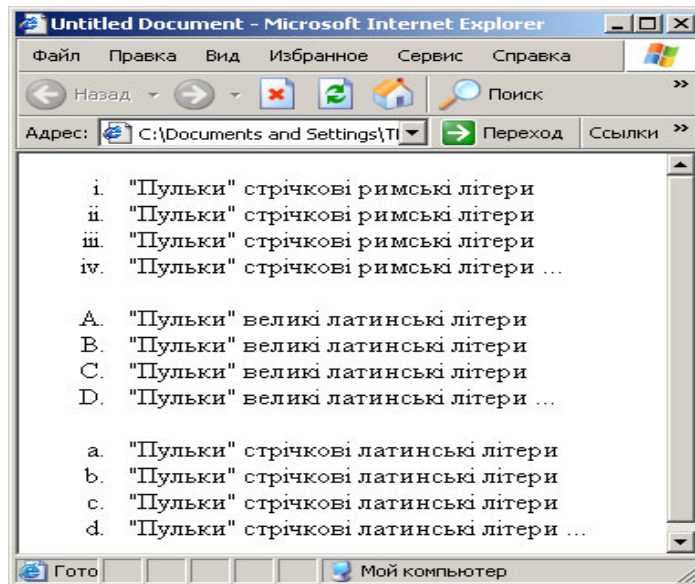 Untitled Document - Microsoft Internet Explorer
Файл Правка Вид Избранное Сервис Справка
Назад Поиск »
Адрес: C:\Documents and Settings\Tl Переход Ссылки »
i. "Пульки" стрічкові римські літери
ii. "Пульки" стрічкові римські літери
iii. "Пульки" стрічкові римські літери
iv. "Пульки" стрічкові римські літери ...
A. "Пульки" великі латинські літери
B. "Пульки" великі латинські літери
C. "Пульки" великі латинські літери
D. "Пульки" великі латинські літери ...
a. "Пульки" стрічкові латинські літери
b. "Пульки" стрічкові латинські літери
c. "Пульки" стрічкові латинські літери
d. "Пульки" стрічкові латинські літери ...
Гото Мой компьютер